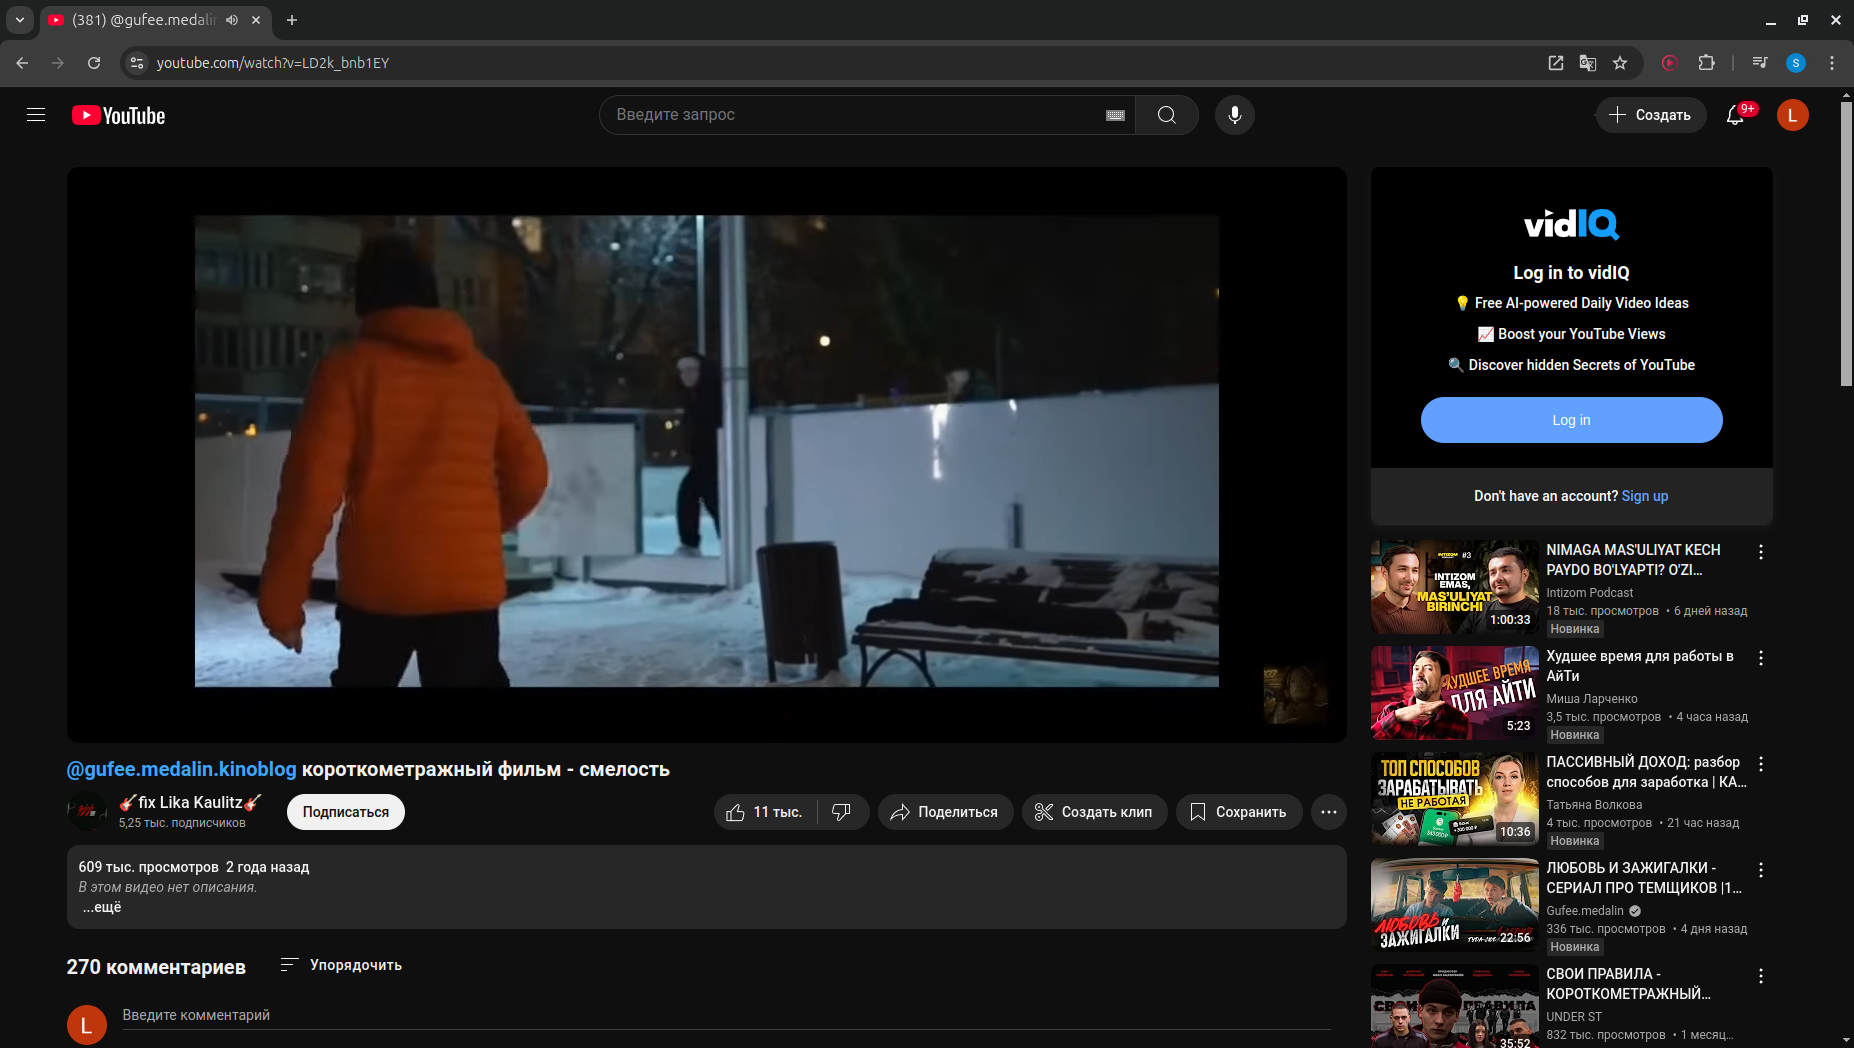 (381) @gufee.medalin
youtube.com/watch?v=LD2k_bnb1EY
YouTube
Введите запрос
Создать
9+
L
S
vidIQ
Log in to vidIQ
Free AI-powered Daily Video Ideas
Boost your YouTube Views
Discover hidden Secrets of YouTube
Log in
Don't have an account? Sign up
@gufee.medalin.kinoblog короткометражный фильм - смелость
fix Lika Kaulitz
5,25 тыс. подписчиков
Подписаться
11 тыс.
Поделиться
Создать клип
Сохранить
609 тыс. просмотров 2 года назад
В этом видео нет описания.
...ещё
270 комментариев
Упорядочить
L
Введите комментарий
INTIZOM #3
INTIZOM
EMAS,
MAS'ULIYAT
BIRINCHI
1:00:33
NIMAGA MAS'ULIYAT KECH
PAYDO BO'LYAPTI? O'ZI...
Intizom Podcast
18 тыс. просмотров • 6 дней назад
Новинка
ХУДШЕЕ ВРЕМЯ
ДЛЯ АЙТИ
5:23
Худшее время для работы в
АйТи
Миша Ларченко
3,5 тыс. просмотров • 4 часа назад
Новинка
ТОП СПОСОБОВ
ЗАРАБАТЫВАТЬ
НЕ РАБОТАЯ
10:36
ПАССИВНЫЙ ДОХОД: разбор
способов для заработка | КА...
Татьяна Волкова
4 тыс. просмотров • 21 час назад
Новинка
ЛЮБОВЬ И
ЗАЖИГАЛКИ
22:56
ЛЮБОВЬ И ЗАЖИГАЛКИ -
СЕРИАЛ ПРО ТЕМЩИКОВ |1...
Gufee.medalin
336 тыс. просмотров • 4 дня назад
Новинка
СВОИ ПРАВИЛА
35:52
СВОИ ПРАВИЛА -
КОРОТКОМЕТРАЖНЫЙ...
UNDER ST
832 тыс. просмотров • 1 месяц...